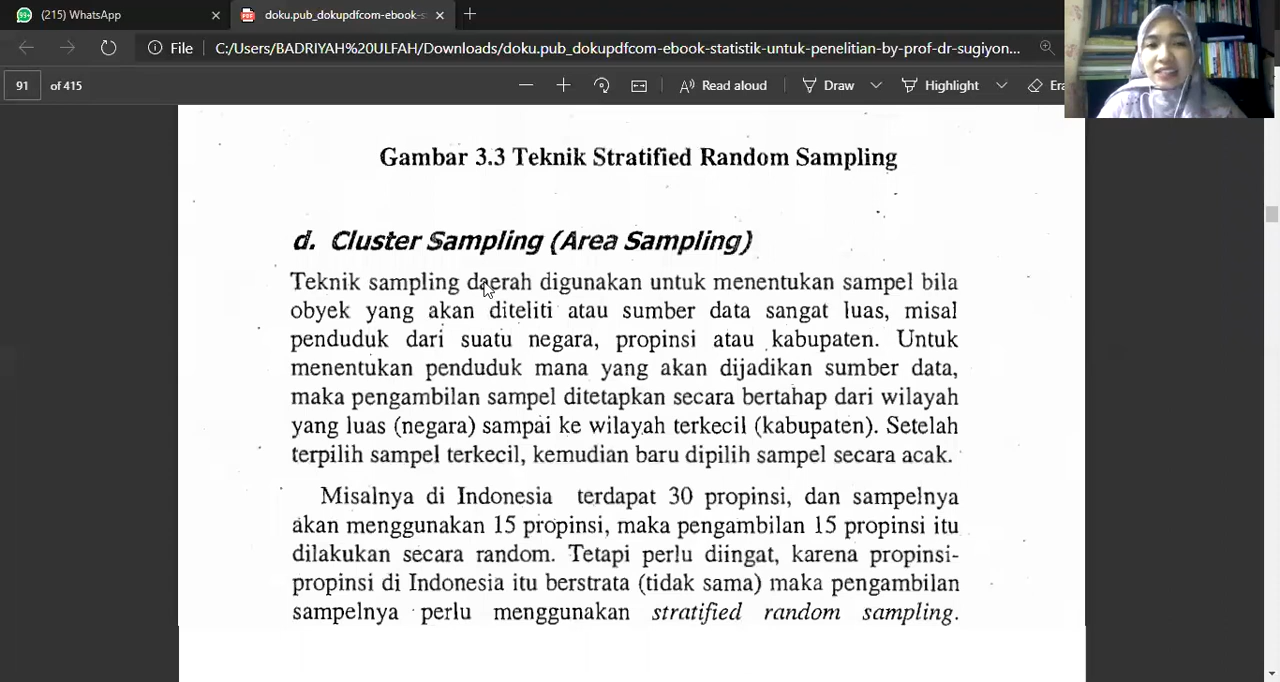 (215) WhatsApp
doku.pub_dokupdfcom-ebook-s
File
C:/Users/BADRIYAH%20ULFAH/Downloads/doku.pub_dokupdfcom-ebook-statistik-untuk-penelitian-by-prof-dr-sugiyon...
91 of 415
Read aloud
Draw
Highlight
Era
Gambar 3.3 Teknik Stratified Random Sampling
d. Cluster Sampling (Area Sampling)
Teknik sampling daerah digunakan untuk menentukan sampel bila
obyek yang akan diteliti atau sumber data sangat luas, misal
penduduk dari suatu negara, propinsi atau kabupaten. Untuk
menentukan penduduk mana yang akan dijadikan sumber data,
maka pengambilan sampel ditetapkan secara bertahap dari wilayah
yang luas (negara) sampai ke wilayah terkecil (kabupaten). Setelah
terpilih sampel terkecil, kemudian baru dipilih sampel secara acak.
Misalnya di Indonesia terdapat 30 propinsi, dan sampelnya
akan menggunakan 15 propinsi, maka pengambilan 15 propinsi itu
dilakukan secara random. Tetapi perlu diingat, karena propinsi-
propinsi di Indonesia itu berstrata (tidak sama) maka pengambilan
sampelnya perlu menggunakan stratified random sampling.